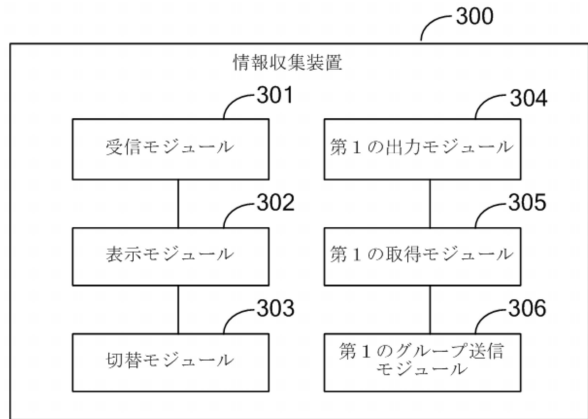 300
情報収集装置
301
受信モジュール
304
第1の出力モジュール
302
表示モジュール
305
第1の取得モジュール
303
切替モジュール
306
第1のグループ送信
モジュール